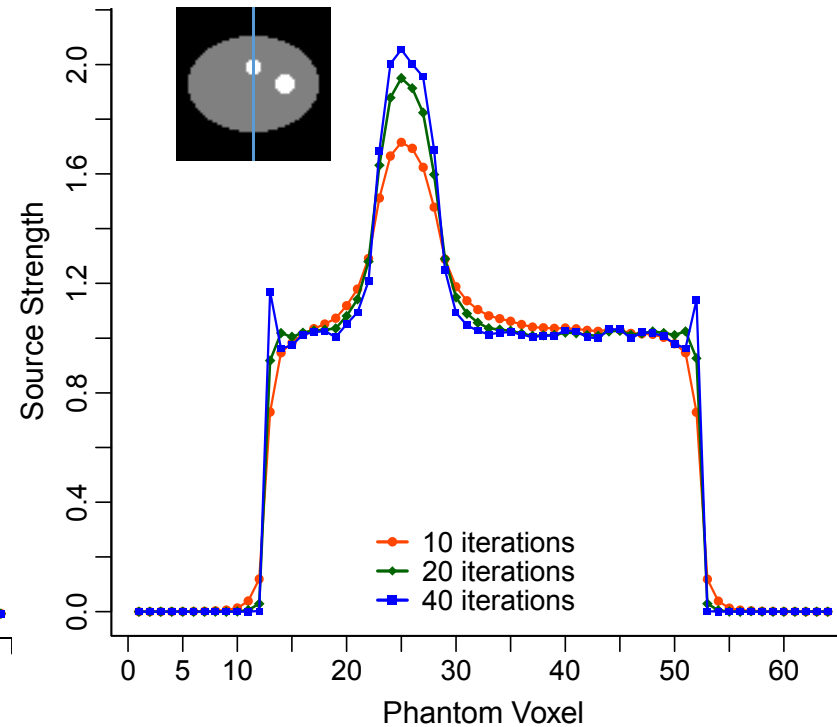 2.0
1.6
1.2
0.8
0.4
0.0
Source Strength
10 iterations
20 iterations
40 iterations
0 5 10 20 30 40 50 60
Phantom Voxel